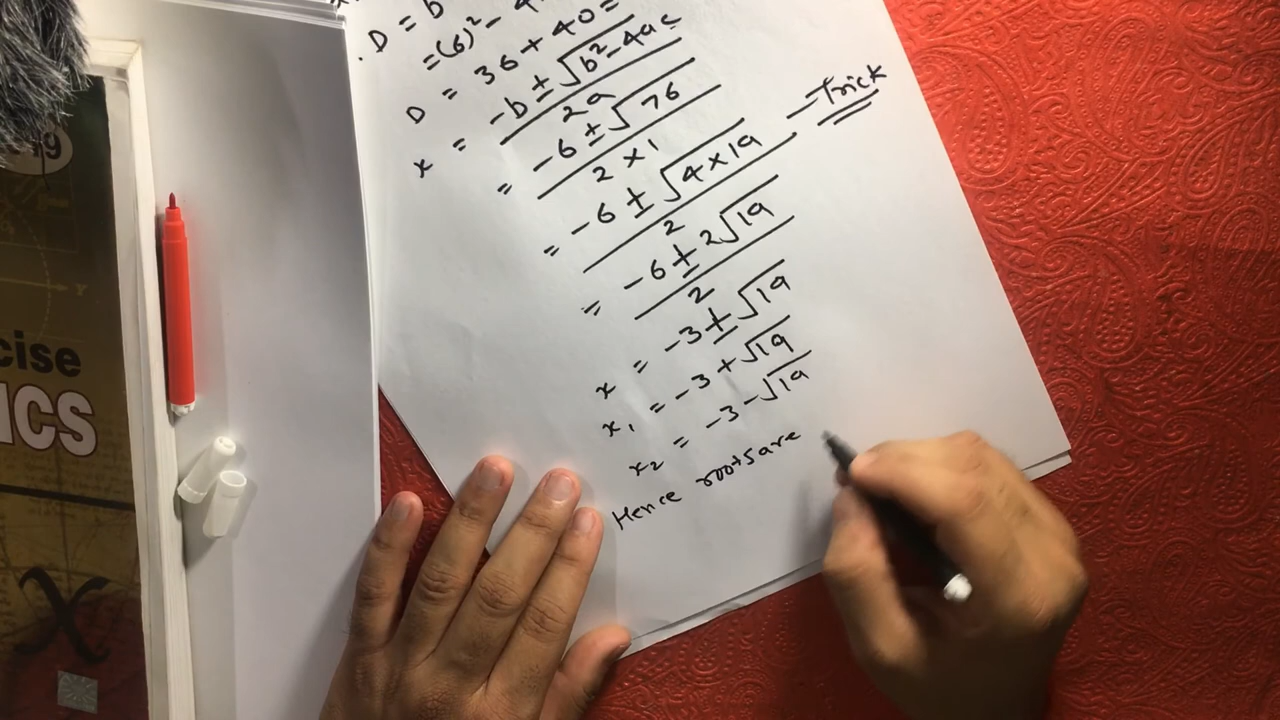 D = b
= (6)² - 4
D = 36 + 40 =
x = -b ± √b² - 4ac / 2a
= -6 ± √76 / 2 × 1
= -6 ± √4×19 / 2 — Trick
= -6 ± 2√19 / 2
x = -3 ± √19
x₁ = -3 + √19
x₂ = -3 - √19
Hence roots are
cise
ICS
X